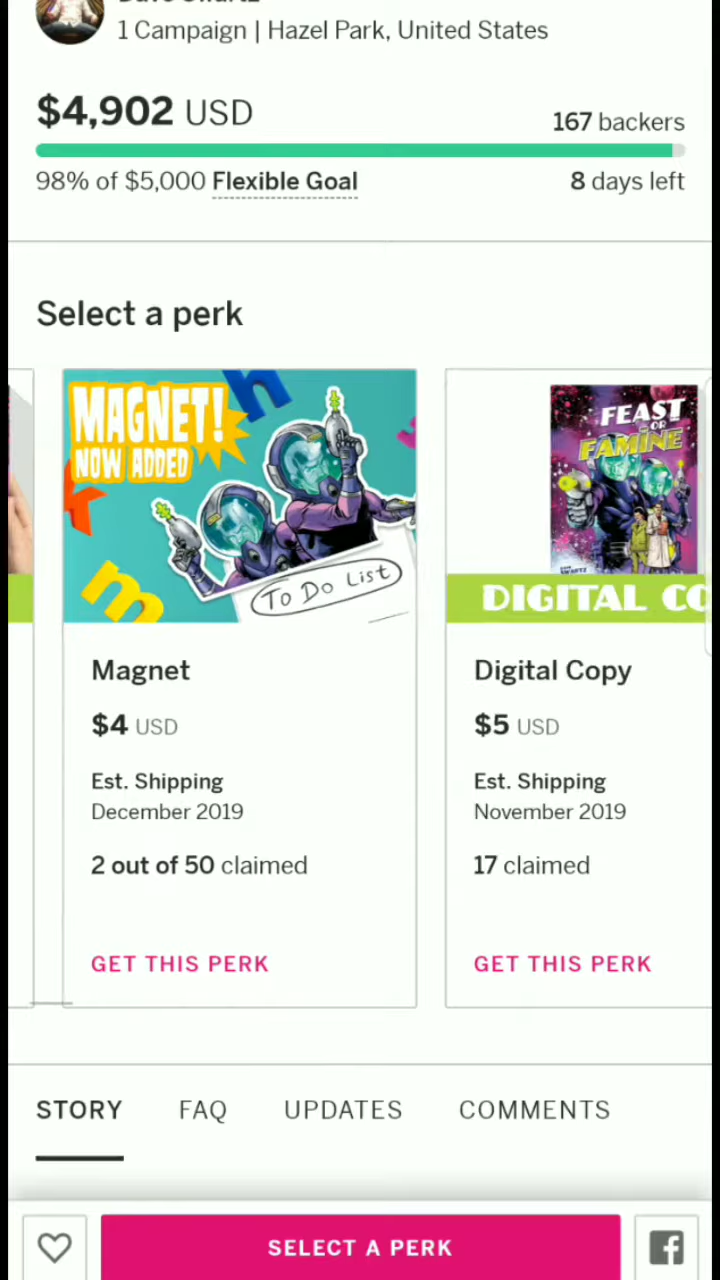 1 Campaign | Hazel Park, United States
$4,902 USD
167 backers
98% of $5,000 Flexible Goal
8 days left
Select a perk
MAGNET!
NOW ADDED
h
k
m
To Do List
Magnet
$4 USD
Est. Shipping
December 2019
2 out of 50 claimed
GET THIS PERK
FEAST
OR
FAMINE
SWARTZ
DIGITAL CO
Digital Copy
$5 USD
Est. Shipping
November 2019
17 claimed
GET THIS PERK
STORY
FAQ
UPDATES
COMMENTS
SELECT A PERK